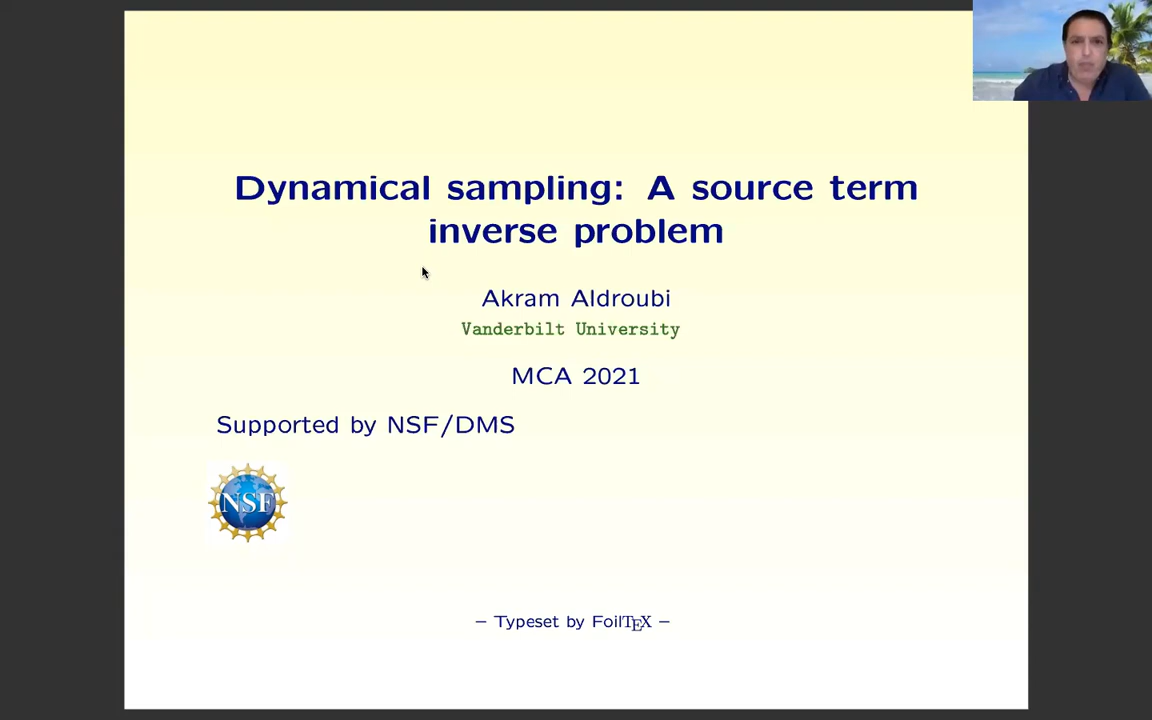 Dynamical sampling: A source term
inverse problem
Akram Aldroubi
Vanderbilt University
MCA 2021
Supported by NSF/DMS
NSF
– Typeset by FoilTEX –